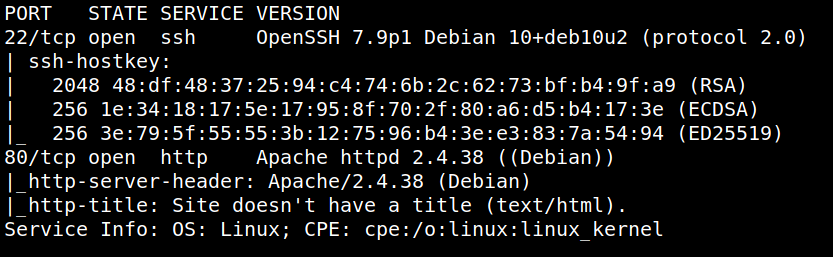 PORT   STATE SERVICE VERSION
22/tcp open  ssh     OpenSSH 7.9p1 Debian 10+deb10u2 (protocol 2.0)
| ssh-hostkey:
|   2048 48:df:48:37:25:94:c4:74:6b:2c:62:73:bf:b4:9f:a9 (RSA)
|   256 1e:34:18:17:5e:17:95:8f:70:2f:80:a6:d5:b4:17:3e (ECDSA)
|_  256 3e:79:5f:55:55:3b:12:75:96:b4:3e:e3:83:7a:54:94 (ED25519)
80/tcp open  http    Apache httpd 2.4.38 ((Debian))
|_http-server-header: Apache/2.4.38 (Debian)
|_http-title: Site doesn't have a title (text/html).
Service Info: OS: Linux; CPE: cpe:/o:linux:linux_kernel